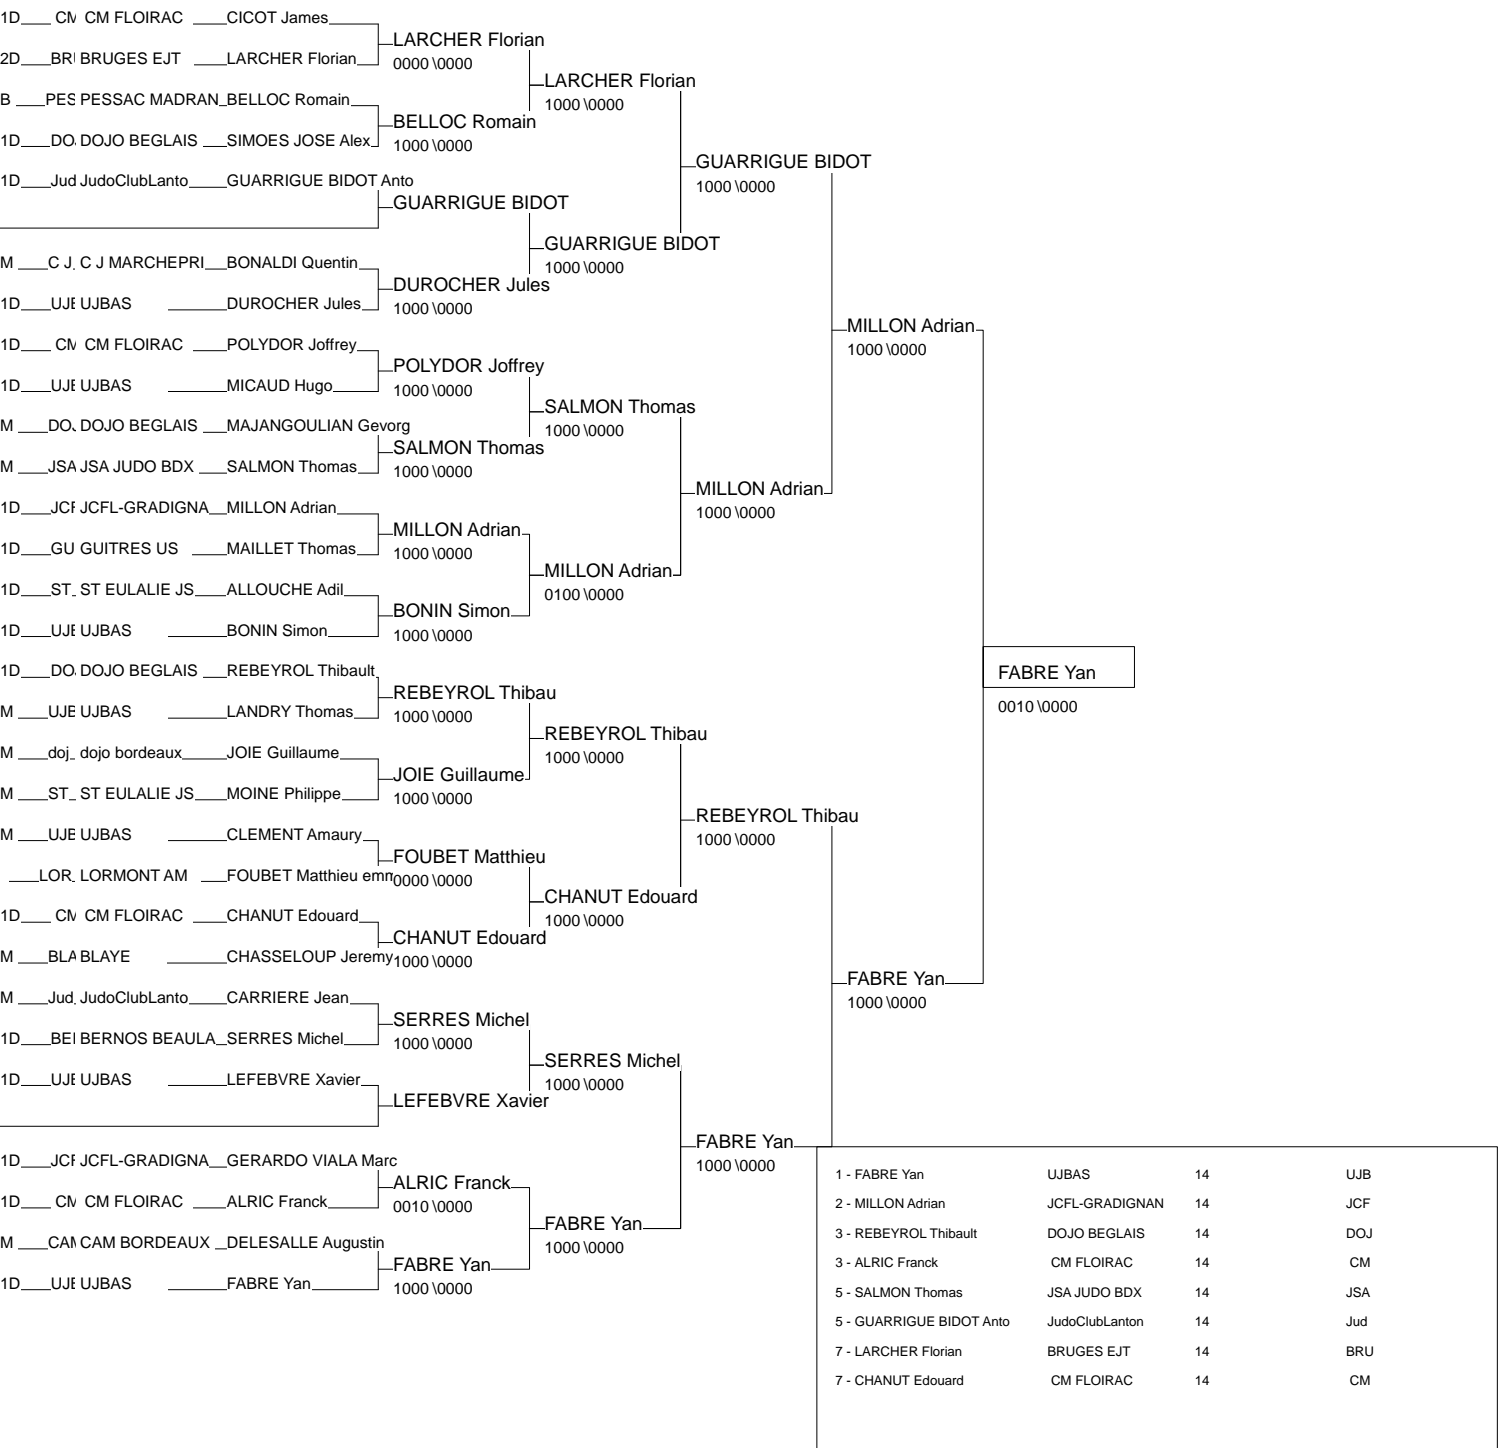 1D CM CM FLOIRAC CICOT James
LARCHER Florian
0000 \0000
2D BR BRUGES EJT LARCHER Florian
LARCHER Florian
1000 \0000
B PES PESSAC MADRAN BELLOC Romain
BELLOC Romain
1000 \0000
1D DO DOJO BEGLAIS SIMOES JOSE Alex
GUARRIGUE BIDOT
1000 \0000
1D Jud JudoClubLanto GUARRIGUE BIDOT Anto
GUARRIGUE BIDOT
GUARRIGUE BIDOT
1000 \0000
M C J C J MARCHEPRI BONALDI Quentin
DUROCHER Jules
1000 \0000
1D UJB UJBAS DUROCHER Jules
MILLON Adrian
1000 \0000
1D CM CM FLOIRAC POLYDOR Joffrey
POLYDOR Joffrey
1000 \0000
1D UJB UJBAS MICAUD Hugo
SALMON Thomas
1000 \0000
M DOJ DOJO BEGLAIS MAJANGOULIAN Gevorg
SALMON Thomas
1000 \0000
M JSA JSA JUDO BDX SALMON Thomas
MILLON Adrian
1000 \0000
1D JCF JCFL-GRADIGNA MILLON Adrian
MILLON Adrian
1000 \0000
1D GU GUITRES US MAILLET Thomas
MILLON Adrian
0100 \0000
1D ST ST EULALIE JS ALLOUCHE Adil
BONIN Simon
1000 \0000
1D UJB UJBAS BONIN Simon
FABRE Yan
0010 \0000
1D DO DOJO BEGLAIS REBEYROL Thibault
REBEYROL Thibau
1000 \0000
M UJB UJBAS LANDRY Thomas
REBEYROL Thibau
1000 \0000
M doj dojo bordeaux JOIE Guillaume
JOIE Guillaume
1000 \0000
M ST ST EULALIE JS MOINE Philippe
REBEYROL Thibau
1000 \0000
M UJB UJBAS CLEMENT Amaury
FOUBET Matthieu
0000 \0000
LOR LORMONT AM FOUBET Matthieu emm
CHANUT Edouard
1000 \0000
1D CM CM FLOIRAC CHANUT Edouard
CHANUT Edouard
1000 \0000
M BLA BLAYE CHASSELOUP Jeremy
FABRE Yan
1000 \0000
M Jud JudoClubLanto CARRIERE Jean
SERRES Michel
1000 \0000
1D BE BERNOS BEAULA SERRES Michel
SERRES Michel
1000 \0000
1D UJB UJBAS LEFEBVRE Xavier
LEFEBVRE Xavier
FABRE Yan
1000 \0000
1D JCF JCFL-GRADIGNA GERARDO VIALA Marc
ALRIC Franck
0010 \0000
1D CM CM FLOIRAC ALRIC Franck
FABRE Yan
1000 \0000
M CAM CAM BORDEAUX DELESALLE Augustin
FABRE Yan
1000 \0000
1D UJB UJBAS FABRE Yan
1 - FABRE Yan UJBAS 14 UJB
2 - MILLON Adrian JCFL-GRADIGNAN 14 JCF
3 - REBEYROL Thibault DOJO BEGLAIS 14 DOJ
3 - ALRIC Franck CM FLOIRAC 14 CM
5 - SALMON Thomas JSA JUDO BDX 14 JSA
5 - GUARRIGUE BIDOT Anto JudoClubLanton 14 Jud
7 - LARCHER Florian BRUGES EJT 14 BRU
7 - CHANUT Edouard CM FLOIRAC 14 CM